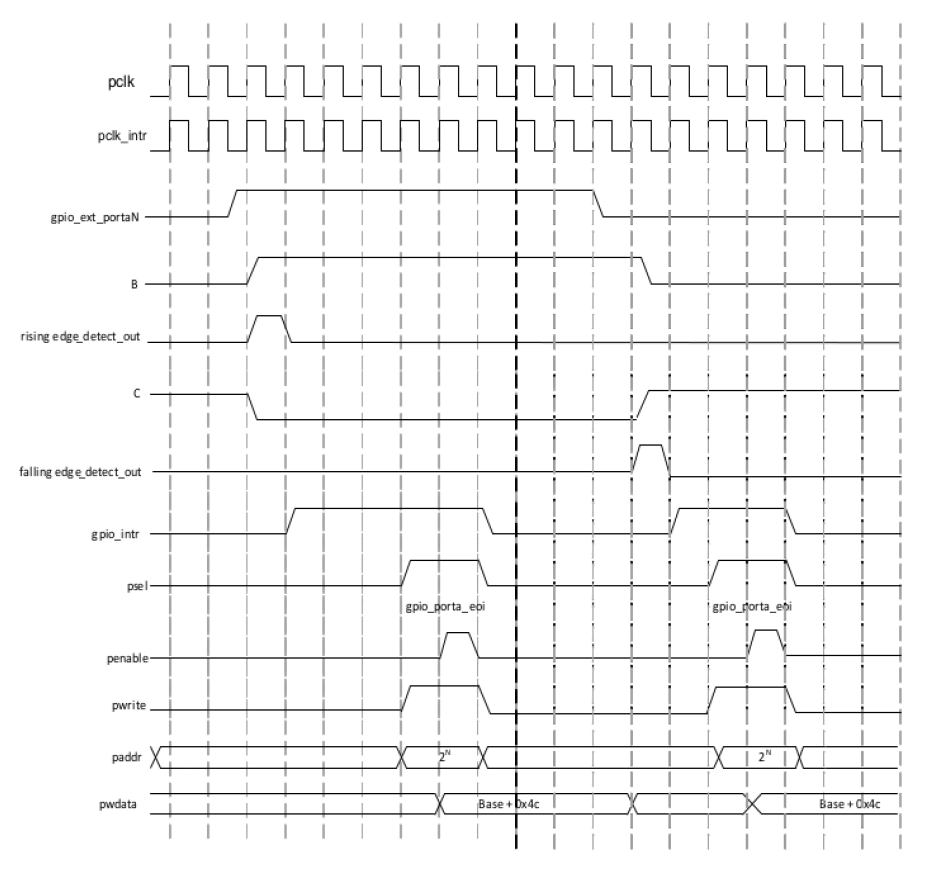 pclk
pclk_intr
gpio_ext_portaN
B
rising edge_detect_out
C
falling edge_detect_out
gpio_intr
psel
gpio_porta_eoi gpio_porta_eoi
penable
pwrite
paddr 2^N 2^N
pwdata Base + 0x4c Base + 0x4c